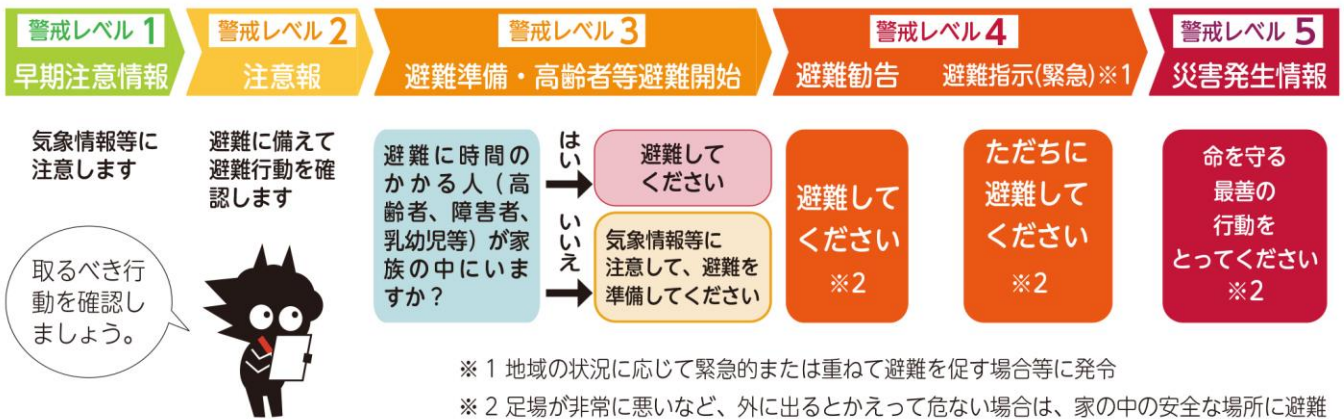 警戒レベル 1
早期注意情報
警戒レベル 2
注意報
警戒レベル 3
避難準備・高齢者等避難開始
警戒レベル 4
避難勧告 避難指示(緊急)※1
警戒レベル 5
災害発生情報
気象情報等に
注意します
避難に備えて
避難行動を確
認します
避難に時間の
かかる人（高
齢者、障害者、
乳幼児等）が家
族の中にいま
すか？
はい
避難して
ください
いいえ
気象情報等に
注意して、避難を
準備してください
避難して
ください
※2
ただちに
避難して
ください
※2
命を守る
最善の
行動を
とってください
※2
取るべき行
動を確認し
ましょう。
※ 1 地域の状況に応じて緊急的または重ねて避難を促す場合等に発令
※ 2 足場が非常に悪いなど、外に出るとかえって危ない場合は、家の中の安全な場所に避難